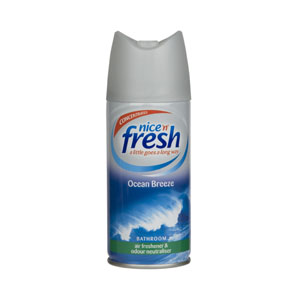 CONCENTRATED
nice'n
fresh
a little goes a long way
Ocean Breeze
BATHROOM
air freshener &
odour neutraliser